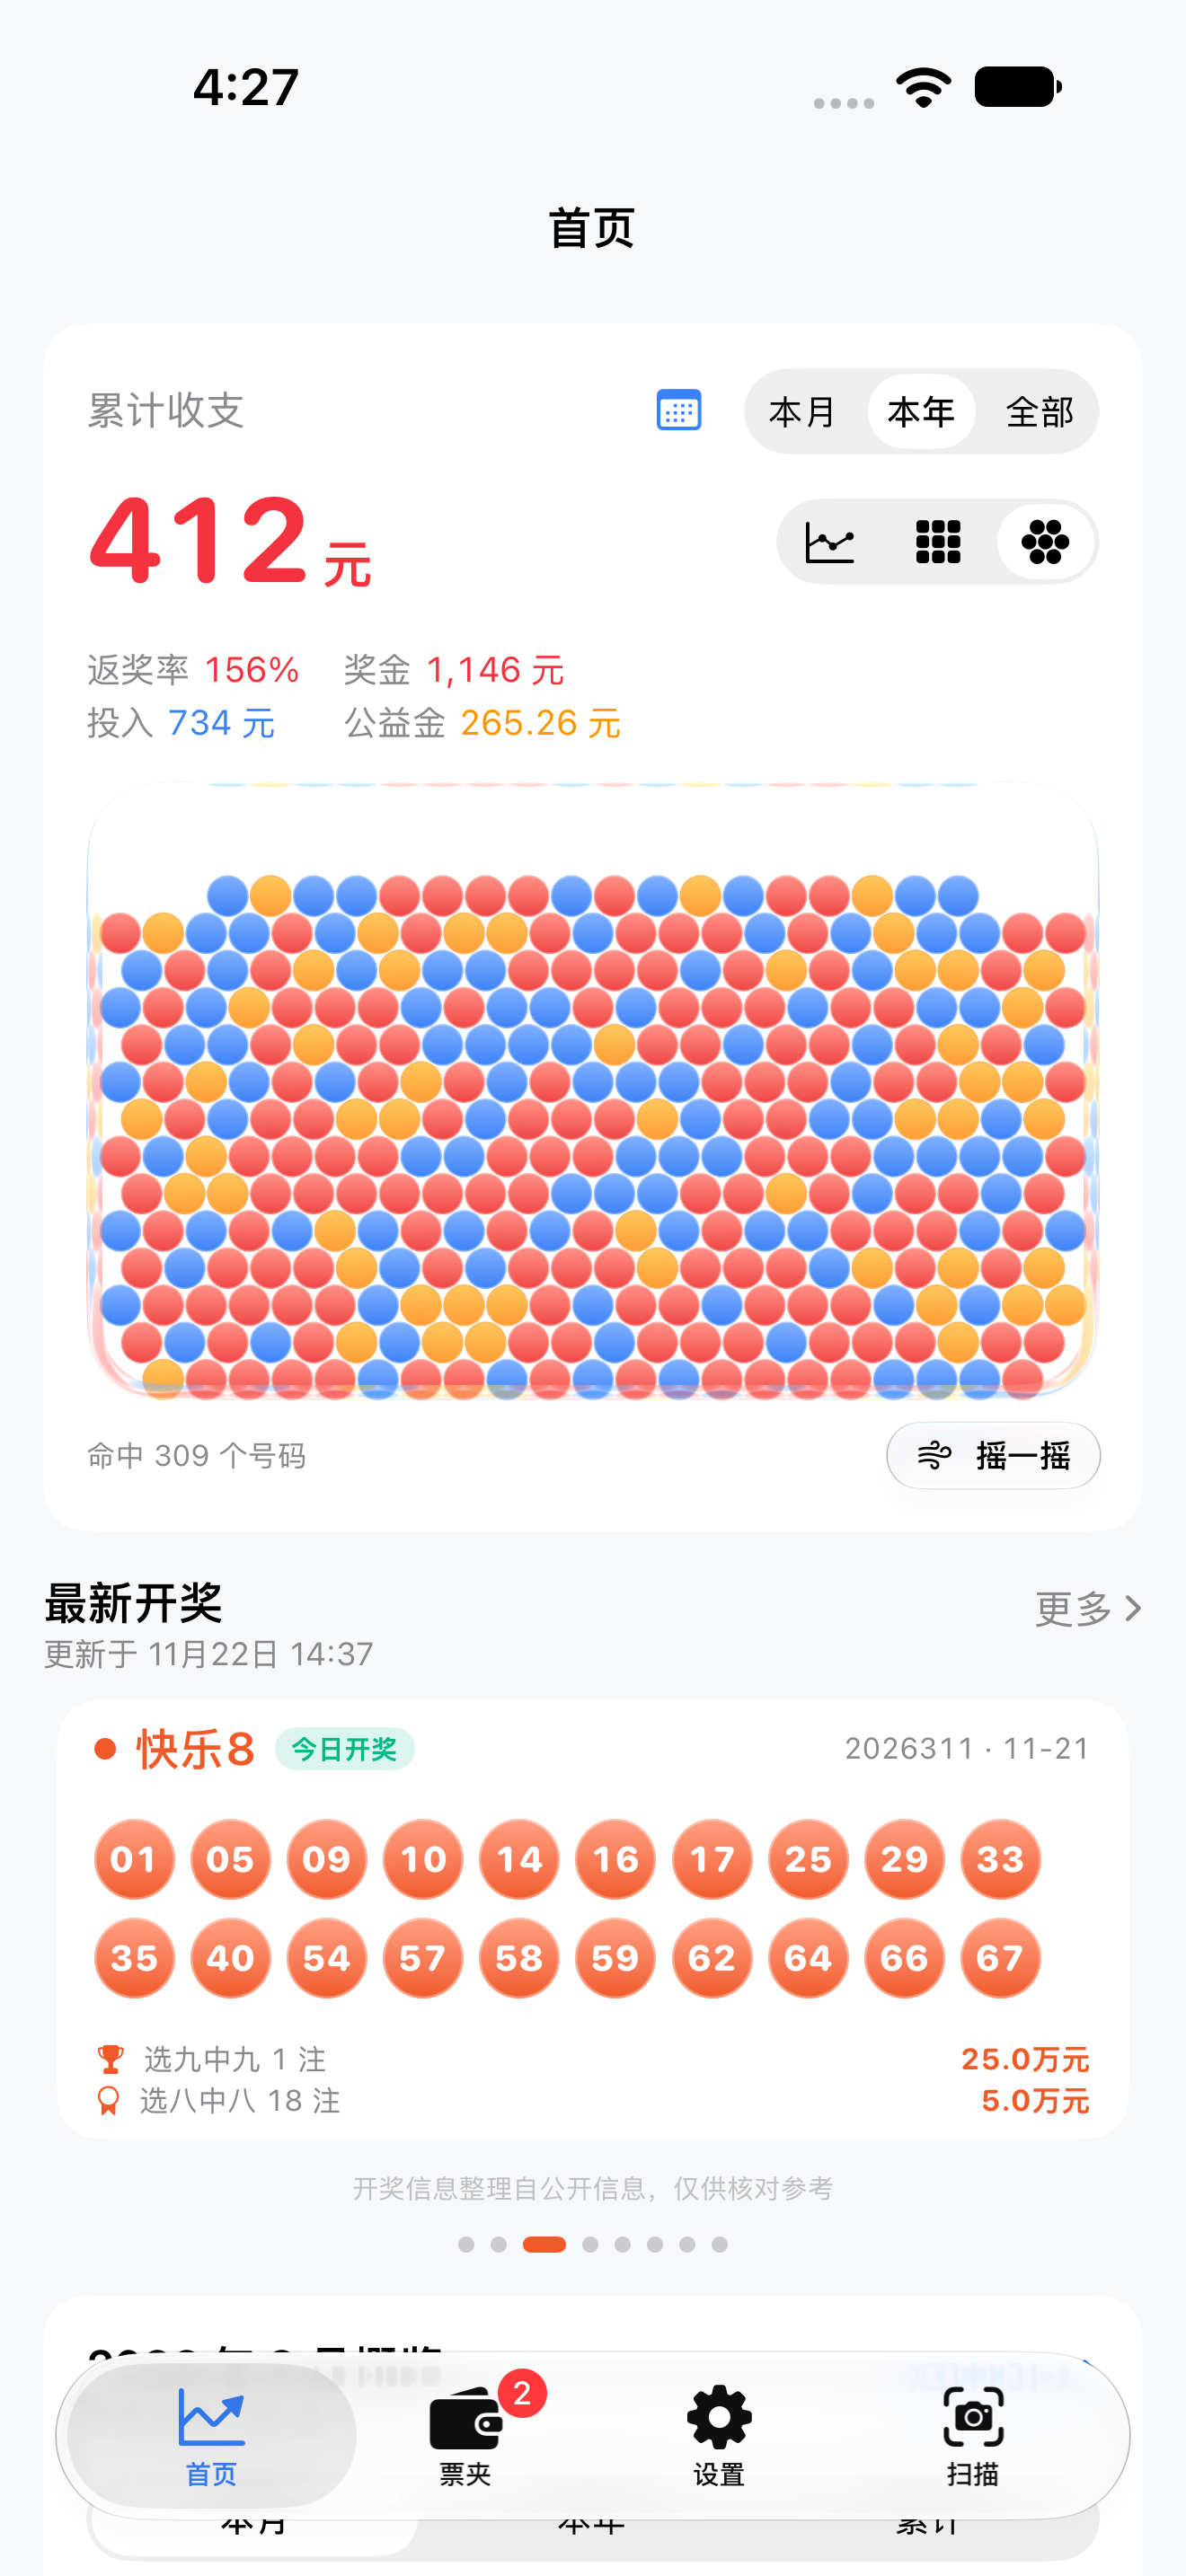 4:27
首页
累计收支
本月 本年 全部
412 元
返奖率 156% 奖金 1,146 元
投入 734 元 公益金 265.26 元
命中 309 个号码
摇一摇
最新开奖
更多
更新于 11月22日 14:37
快乐8 今日开奖 2026311 · 11-21
01 05 09 10 14 16 17 25 29 33
35 40 54 57 58 59 62 64 66 67
选九中九 1 注 25.0万元
选八中八 18 注 5.0万元
开奖信息整理自公开信息，仅供核对参考
2
首页 票夹 设置 扫描
本月 本年 累计